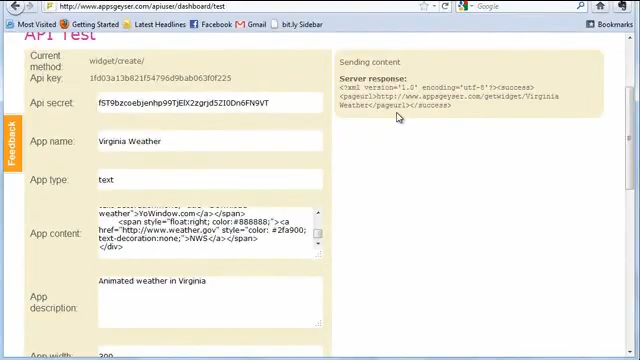 http://www.appsgeyser.com/apiuser/dashboard/test
Google
Bookmarks
Most Visited
Getting Started
Latest Headlines
Facebook
Gmail
bit.ly Sidebar
API Test
Current method:
widget/create/
Api key:
1fd03a13b821f54796d9bab063f0f225
Api secret:
App name:
Virginia Weather
App type:
text
App content:
weather">YoWindow.com</a></span>
<span style="float:right; color:#888888;"><a
href="http://www.weather.gov" style="color: #2fa900;
text-decoration:none;">NWS</a></span>
</div>
App description:
Animated weather in Virginia
App width:
300
Feedback
Sending content
Server response:
<?xml version='1.0' encoding='utf-8'?><success>
<pageurl>http://www.appsgeyser.com/getwidget/Virginia
Weather</pageurl></success>